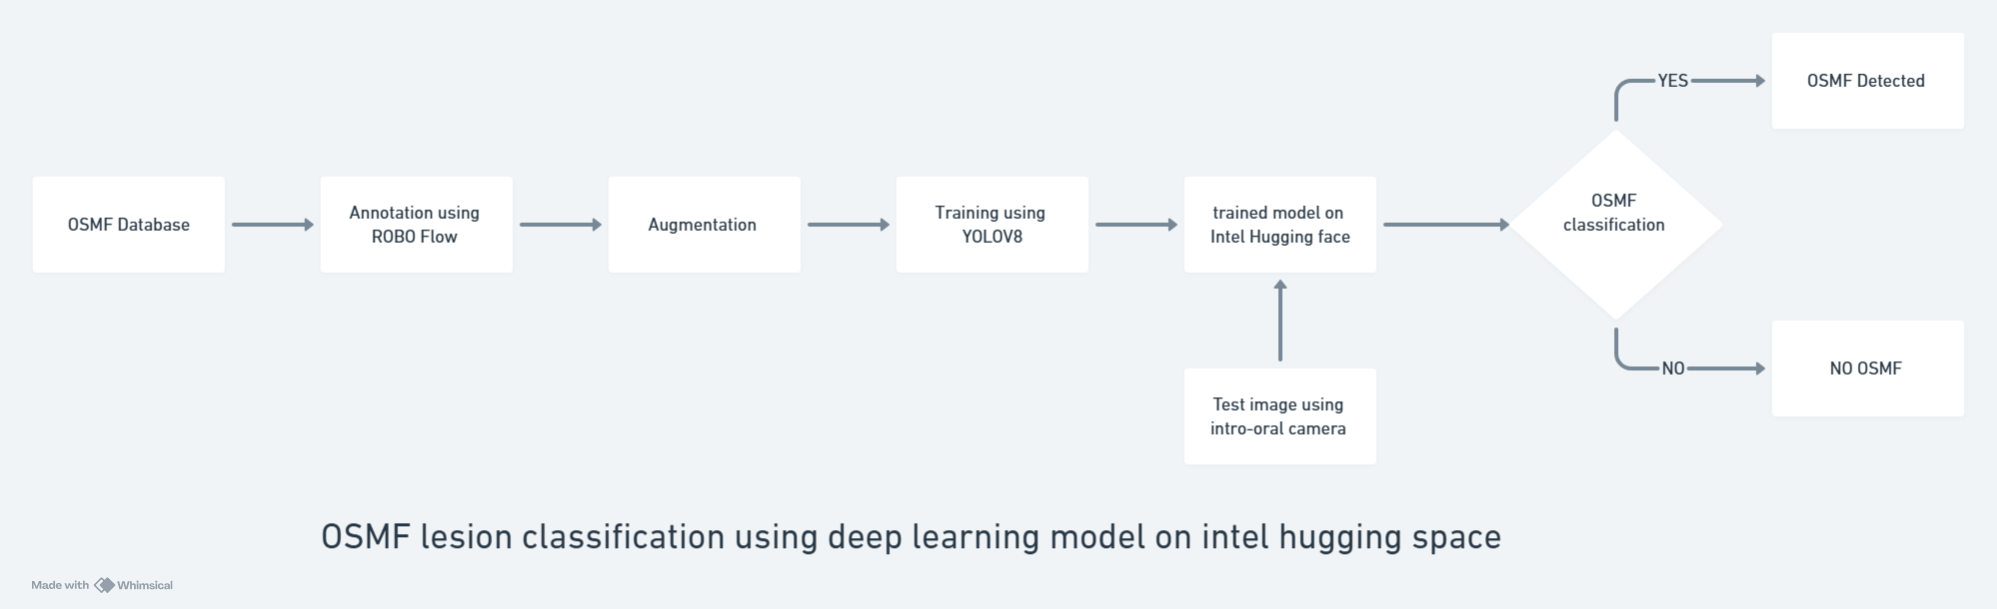 OSMF Database
Annotation using
ROBO Flow
Augmentation
Training using
YOLOV8
trained model on
Intel Hugging face
Test image using
intro-oral camera
OSMF
classification
YES
OSMF Detected
NO
NO OSMF
OSMF lesion classification using deep learning model on intel hugging space
Made with Whimsical